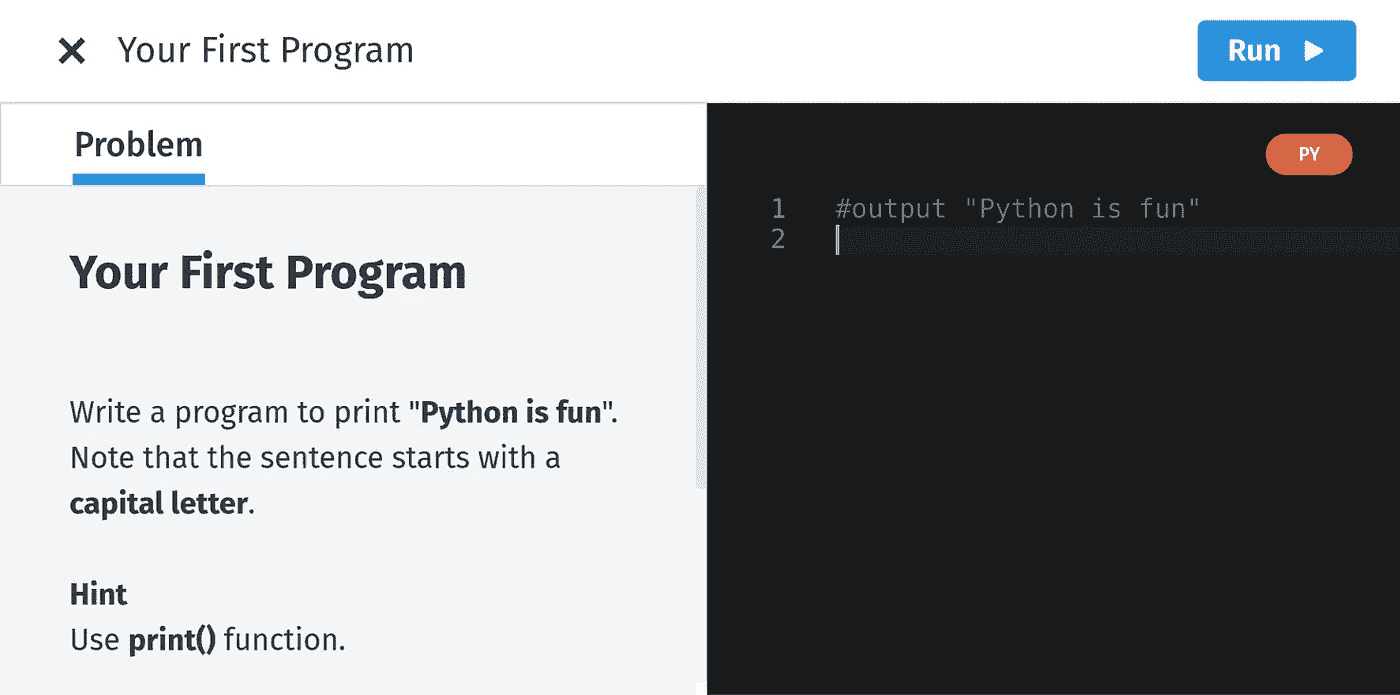 Your First Program
Run
Problem
PY
Your First Program
Write a program to print "Python is fun".
Note that the sentence starts with a
capital letter.
Hint
Use print() function.
1 #output "Python is fun"
2